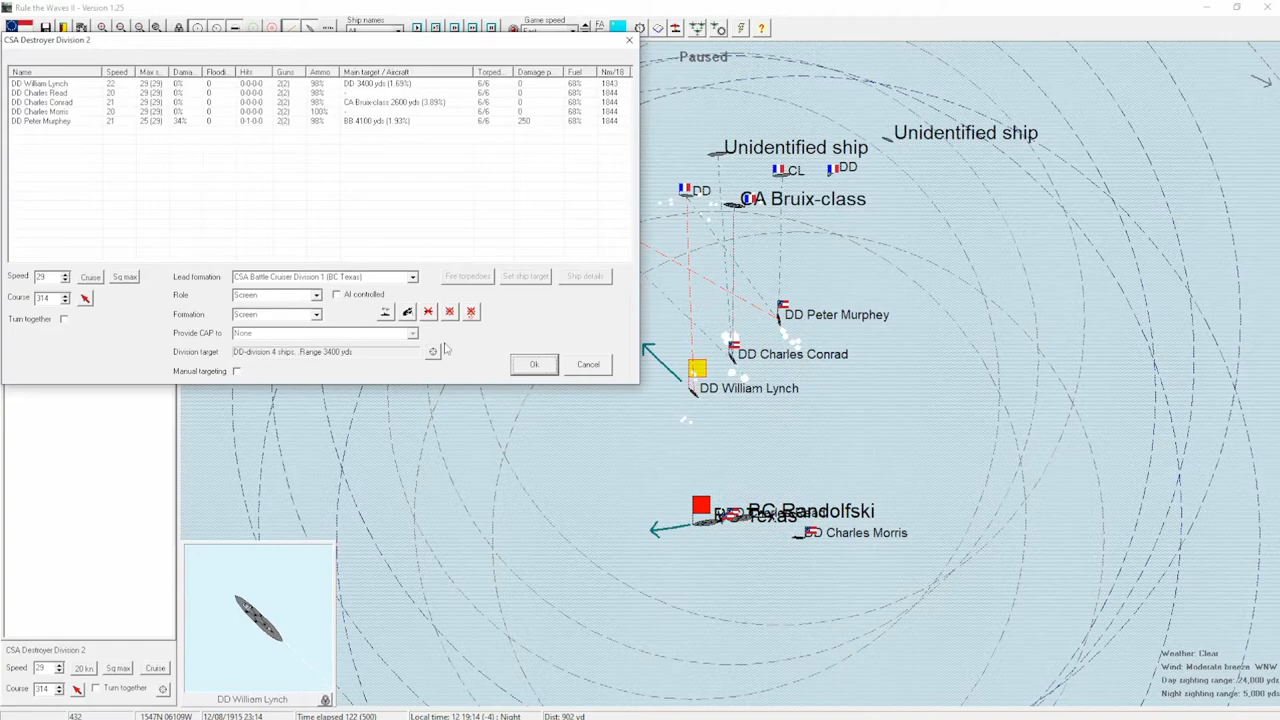 Rule the Waves II - Version 1.25
Ship names
Game speed
FA
CSA Destroyer Division 2
Name Speed Max s... Dama... Floodi... Hits Guns Ammo Main target / Aircraft Torped... Damage p... Fuel Nm/18
DD William Lynch 22 29 (29) 0% 0 0-0-0-0 2(2) 98% DD 3400 yds (1.69%) 6/6 0 68% 1843
DD Charles Read 20 29 (29) 0% 0 0-0-0-0 2(2) 98% - 6/6 0 68% 1844
DD Charles Conrad 21 29 (29) 0% 0 0-0-0-0 2(2) 98% CA Bruix-class 2600 yds (3.89%) 6/6 0 68% 1844
DD Charles Morris 20 29 (29) 0% 0 0-0-0-0 2(2) 100% - 6/6 0 68% 1844
DD Peter Murphey 21 25 (29) 34% 0 0-1-0-0 2(2) 98% BB 4100 yds (1.93%) 6/6 250 68% 1844
Speed 29 Cruise Sq max
Course 314
Turn together
Lead formation CSA Battle Cruiser Division 1 (BC Texas)
Role Screen AI controlled
Formation Screen
Provide CAP to None
Division target DD-division 4 ships: .Range 3400 yds
Manual targeting
Fire torpedoes Set ship target Ship details
Ok Cancel
Paused
Unidentified ship
Unidentified ship
CL
DD
DD
CA Bruix-class
DD Peter Murphey
DD Charles Conrad
DD William Lynch
BC Randolfski
Texas
DD Charles Morris
CSA Destroyer Division 2
Speed 29 20 kn Sq max Cruise
Course 314 Turn together
DD William Lynch
Weather: Clear
Wind: Moderate breeze WNW
Day sighting range: 24,000 yds
Night sighting range: 5,000 yds
432 1547N 06109W 12/08/1915 23:14 Time elapsed 122 (500) Local time: 12 19:14 (-4) : Night Dist: 902 yd